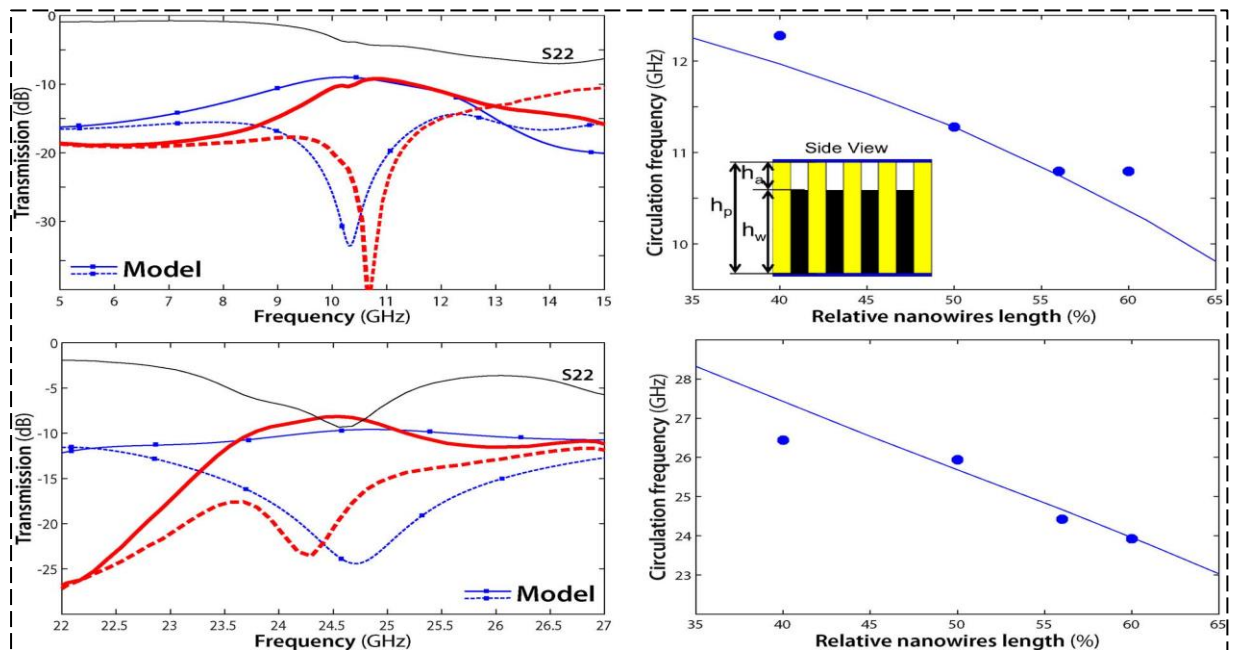 0
-10
-20
-30
Transmission (dB)
S22
Model
5 6 7 8 9 10 11 12 13 14 15
Frequency (GHz)
12
11
10
Circulation frequency (GHz)
Side View
ha
hp
hw
35 40 45 50 55 60 65
Relative nanowires length (%)
0
-5
-10
-15
-20
-25
Transmission (dB)
S22
Model
22 22.5 23 23.5 24 24.5 25 25.5 26 26.5 27
Frequency (GHz)
28
27
26
25
24
23
Circulation frequency (GHz)
35 40 45 50 55 60 65
Relative nanowires length (%)